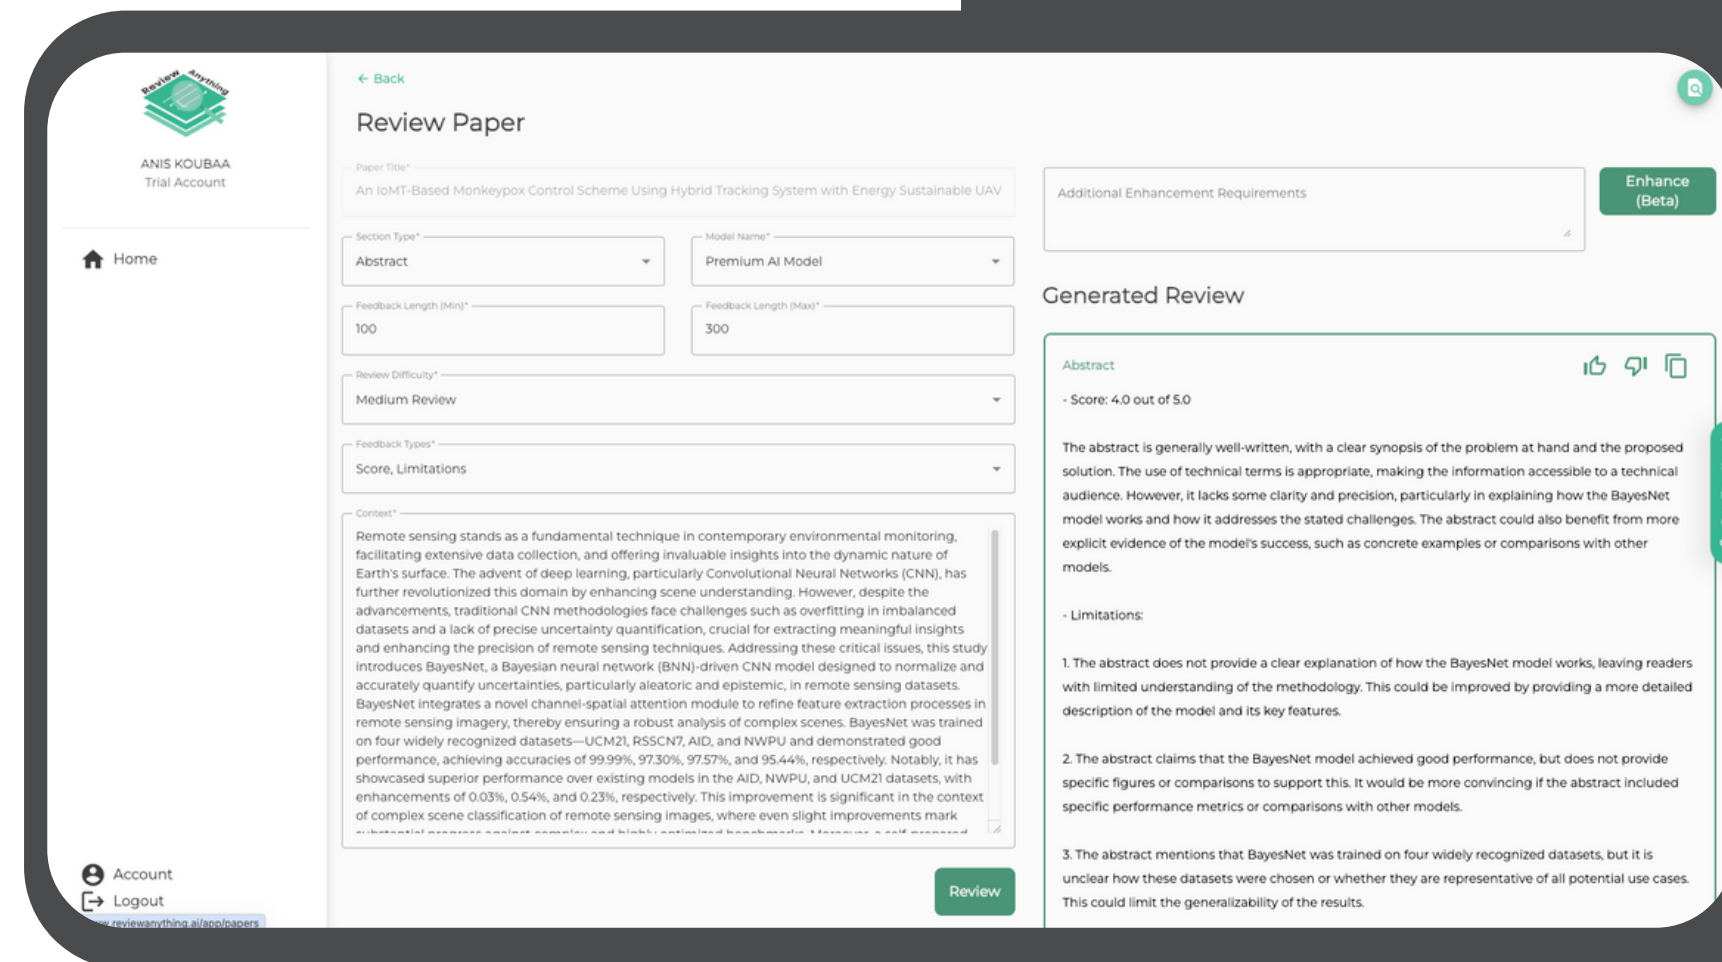 Review Anything
ANIS KOUBAA
Trial Account
Home
Account
Logout
.reviewanything.ai/app/papers
← Back
Review Paper
Paper Title*
An IoMT-Based Monkeypox Control Scheme Using Hybrid Tracking System with Energy Sustainable UAV
Section Type*
Abstract
Model Name*
Premium AI Model
Feedback Length (Min)*
100
Feedback Length (Max)*
300
Review Difficulty*
Medium Review
Feedback Types*
Score, Limitations
Context*
Remote sensing stands as a fundamental technique in contemporary environmental monitoring,
facilitating extensive data collection, and offering invaluable insights into the dynamic nature of
Earth's surface. The advent of deep learning, particularly Convolutional Neural Networks (CNN), has
further revolutionized this domain by enhancing scene understanding. However, despite the
advancements, traditional CNN methodologies face challenges such as overfitting in imbalanced
datasets and a lack of precise uncertainty quantification, crucial for extracting meaningful insights
and enhancing the precision of remote sensing techniques. Addressing these critical issues, this study
introduces BayesNet, a Bayesian neural network (BNN)-driven CNN model designed to normalize and
accurately quantify uncertainties, particularly aleatoric and epistemic, in remote sensing datasets.
BayesNet integrates a novel channel-spatial attention module to refine feature extraction processes in
remote sensing imagery, thereby ensuring a robust analysis of complex scenes. BayesNet was trained
on four widely recognized datasets—UCM21, RSSCN7, AID, and NWPU and demonstrated good
performance, achieving accuracies of 99.99%, 97.30%, 97.57%, and 95.44%, respectively. Notably, it has
showcased superior performance over existing models in the AID, NWPU, and UCM21 datasets, with
enhancements of 0.03%, 0.54%, and 0.23%, respectively. This improvement is significant in the context
of complex scene classification of remote sensing images, where even slight improvements mark
substantial progress against complex and highly optimized benchmarks. Moreover, a self-prepared
Review
Additional Enhancement Requirements
Enhance
(Beta)
Generated Review
Abstract
- Score: 4.0 out of 5.0
The abstract is generally well-written, with a clear synopsis of the problem at hand and the proposed
solution. The use of technical terms is appropriate, making the information accessible to a technical
audience. However, it lacks some clarity and precision, particularly in explaining how the BayesNet
model works and how it addresses the stated challenges. The abstract could also benefit from more
explicit evidence of the model's success, such as concrete examples or comparisons with other
models.
- Limitations:
1. The abstract does not provide a clear explanation of how the BayesNet model works, leaving readers
with limited understanding of the methodology. This could be improved by providing a more detailed
description of the model and its key features.
2. The abstract claims that the BayesNet model achieved good performance, but does not provide
specific figures or comparisons to support this. It would be more convincing if the abstract included
specific performance metrics or comparisons with other models.
3. The abstract mentions that BayesNet was trained on four widely recognized datasets, but it is
unclear how these datasets were chosen or whether they are representative of all potential use cases.
This could limit the generalizability of the results.